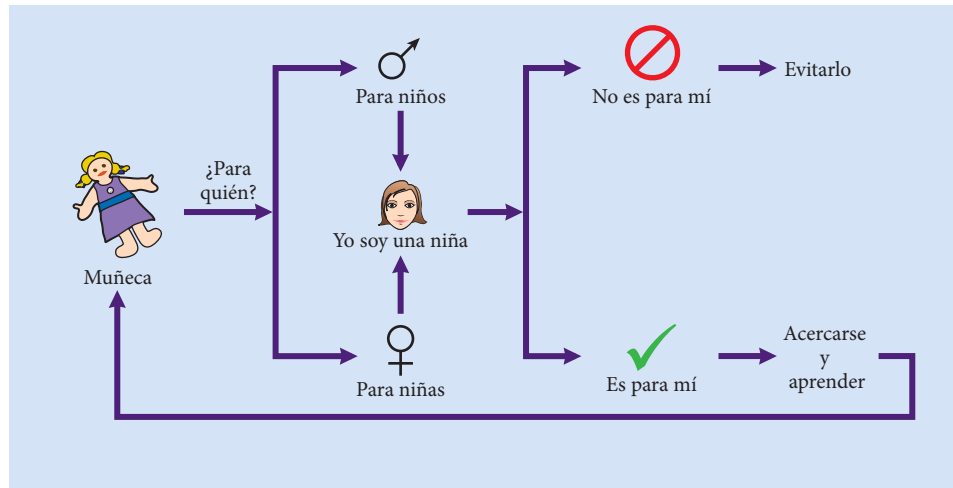 Muñeca
¿Para
quién?
Para niños
Yo soy una niña
Para niñas
No es para mí
Evitarlo
Es para mí
Acercarse
y
aprender